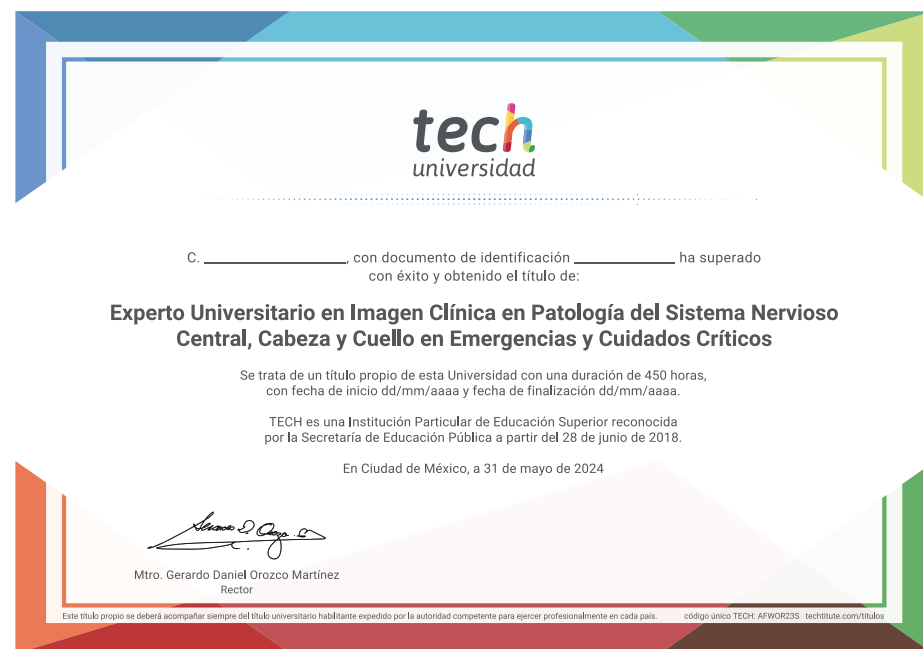 tech
universidad
C. ____________________, con documento de identificación ______________ ha superado
con éxito y obtenido el título de:
Experto Universitario en Imagen Clínica en Patología del Sistema Nervioso
Central, Cabeza y Cuello en Emergencias y Cuidados Críticos
Se trata de un título propio de esta Universidad con una duración de 450 horas,
con fecha de inicio dd/mm/aaaa y fecha de finalización dd/mm/aaaa.
TECH es una Institución Particular de Educación Superior reconocida
por la Secretaría de Educación Pública a partir del 28 de junio de 2018.
En Ciudad de México, a 31 de mayo de 2024
Mtro. Gerardo Daniel Orozco Martínez
Rector
Este título propio se deberá acompañar siempre del título universitario habilitante expedido por la autoridad competente para ejercer profesionalmente en cada país. código único TECH: AFWOR23S techtitute.com/titulos